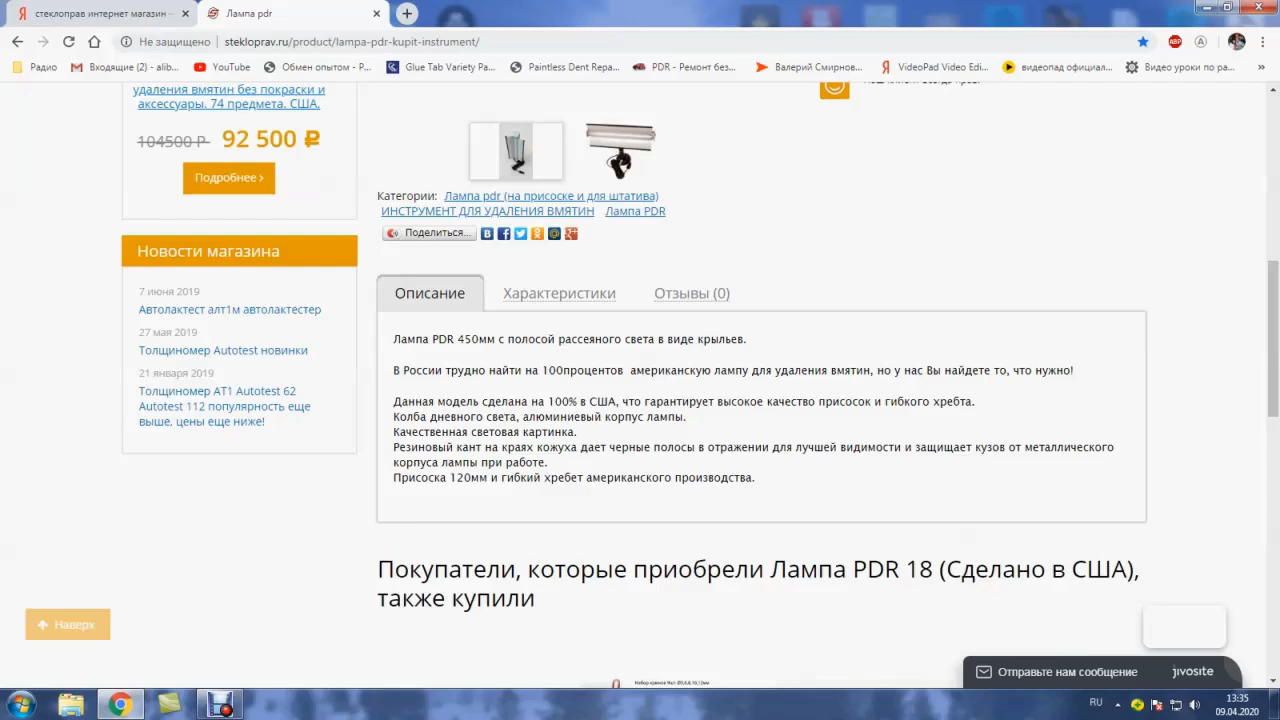 стеклоправ интернет магазин
Лампа pdr
Не защищено
stekloprav.ru/product/lampa-pdr-kupit-instrument/
ABP
Радио
Входящие (2) - alib...
YouTube
Обмен опытом - P...
Glue Tab Variety Pa...
Paintless Dent Repa...
PDR - Ремонт без...
Валерий Смирнов...
VideoPad Video Edi...
видеопад официал...
Видео уроки по ра...
удаления вмятин без покраски и
аксессуары. 74 предмета. США.
104500 Р
92 500 ₽
Подробнее ›
Категории: Лампа pdr (на присоске и для штатива)
ИНСТРУМЕНТ ДЛЯ УДАЛЕНИЯ ВМЯТИН Лампа PDR
Поделиться...
Новости магазина
7 июня 2019
Автолактест алт1м автолактестер
27 мая 2019
Толщиномер Autotest новинки
21 января 2019
Толщиномер АТ1 Autotest 62
Autotest 112 популярность еще
выше, цены еще ниже!
Описание
Характеристики
Отзывы (0)
Лампа PDR 450мм с полосой рассеяного света в виде крыльев.
В России трудно найти на 100процентов американскую лампу для удаления вмятин, но у нас Вы найдете то, что нужно!
Данная модель сделана на 100% в США, что гарантирует высокое качество присосок и гибкого хребта.
Колба дневного света, алюминиевый корпус лампы.
Качественная световая картинка.
Резиновый кант на краях кожуха дает черные полосы в отражении для лучшей видимости и защищает кузов от металлического
корпуса лампы при работе.
Присоска 120мм и гибкий хребет американского производства.
Покупатели, которые приобрели Лампа PDR 18 (Сделано в США),
также купили
Наверх
Отправьте нам сообщение
jivosite
RU
13:35
09.04.2020